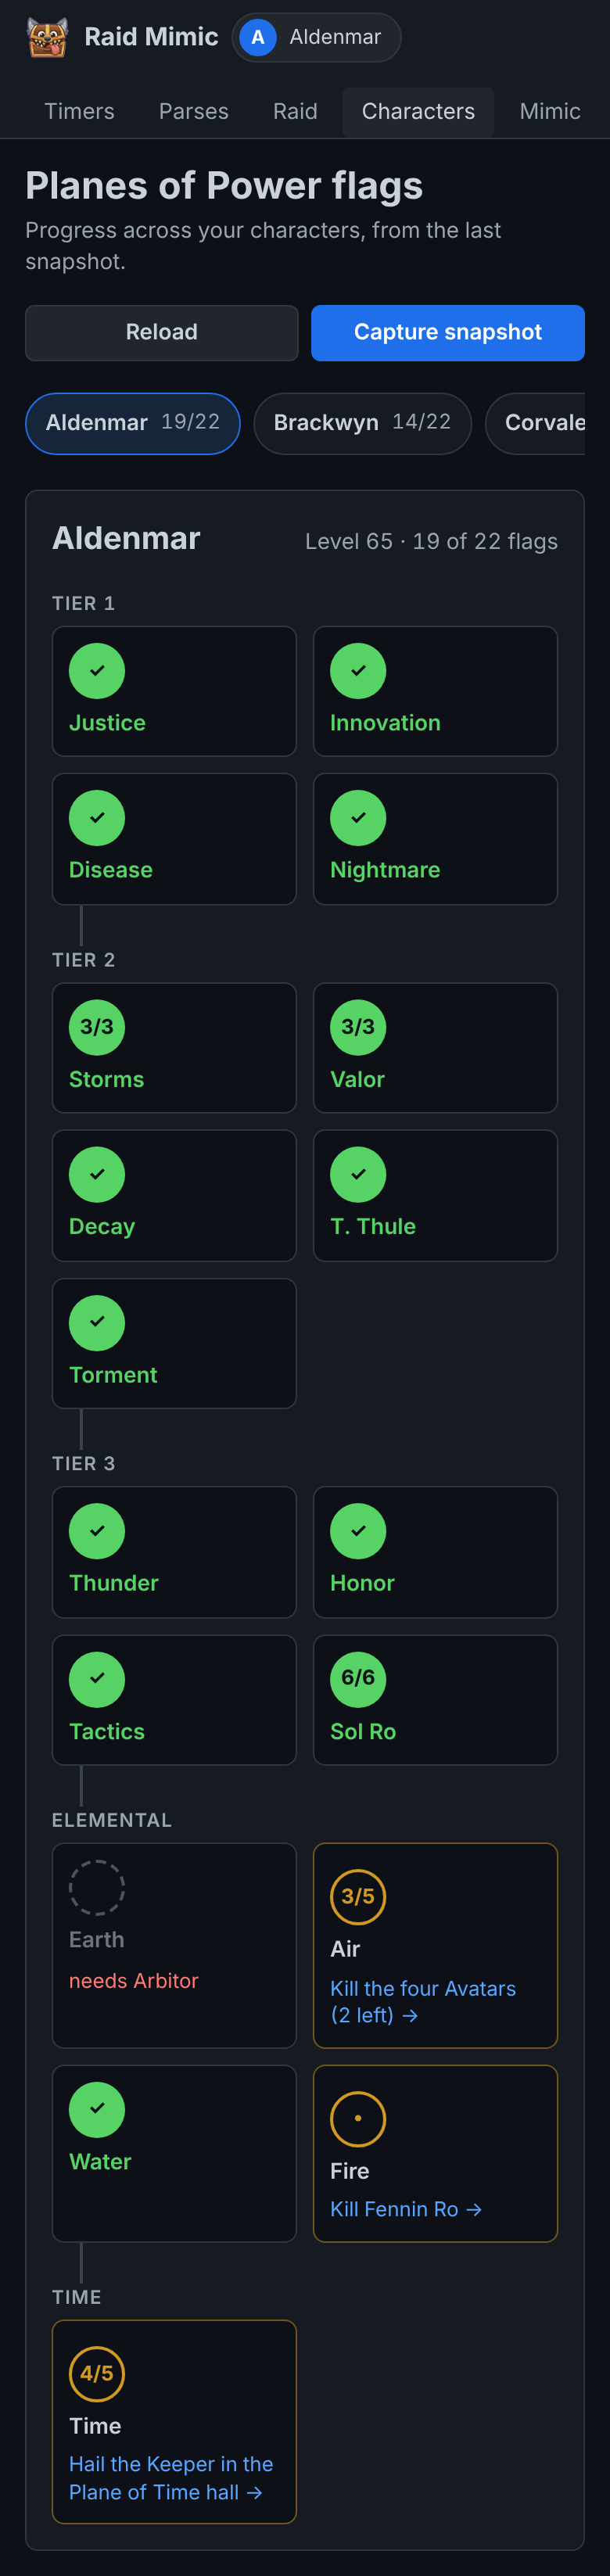 Raid Mimic
A
Aldenmar
Timers
Parses
Raid
Characters
Mimic
Planes of Power flags
Progress across your characters, from the last
snapshot.
Reload
Capture snapshot
Aldenmar 19/22
Brackwyn 14/22
Corvale
Aldenmar
Level 65 · 19 of 22 flags
TIER 1
✓
Justice
✓
Innovation
✓
Disease
✓
Nightmare
TIER 2
3/3
Storms
3/3
Valor
✓
Decay
✓
T. Thule
✓
Torment
TIER 3
✓
Thunder
✓
Honor
✓
Tactics
6/6
Sol Ro
ELEMENTAL
Earth
needs Arbitor
3/5
Air
Kill the four Avatars
(2 left) →
✓
Water
•
Fire
Kill Fennin Ro →
TIME
4/5
Time
Hail the Keeper in the
Plane of Time hall →